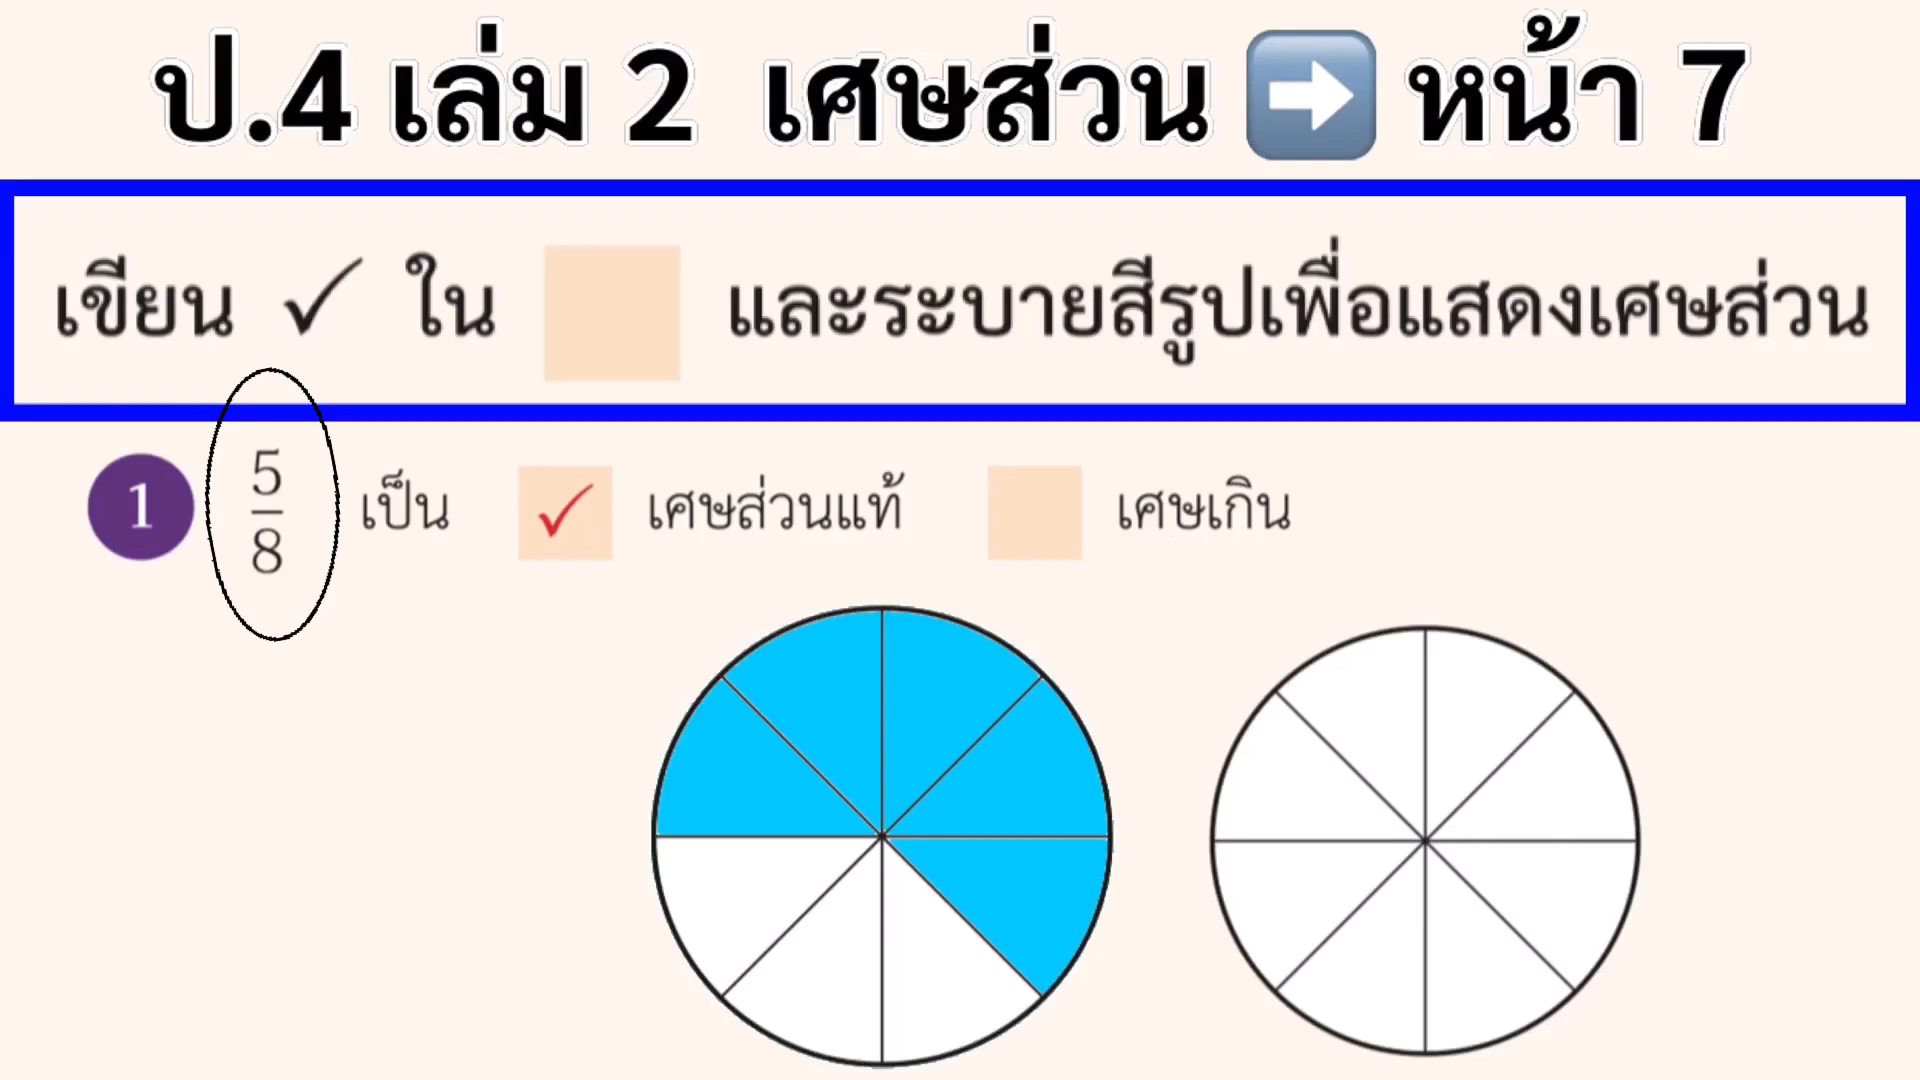 ป.4 เล่ม 2 เศษส่วน ➡️ หน้า 7
เขียน ✓ ใน และระบายสีรูปเพื่อแสดงเศษส่วน
1 5/8 เป็น ✓ เศษส่วนแท้ เศษเกิน